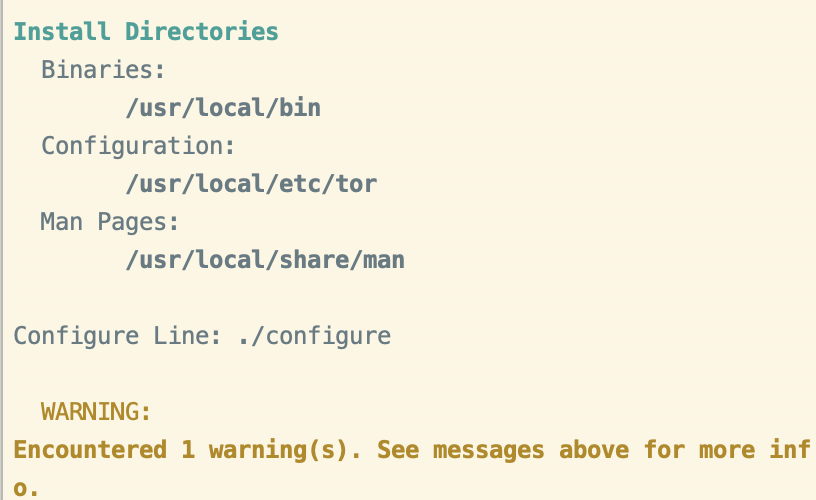 Install Directories
Binaries:
/usr/local/bin
Configuration:
/usr/local/etc/tor
Man Pages:
/usr/local/share/man
Configure Line: ./configure
WARNING:
Encountered 1 warning(s). See messages above for more inf
o.